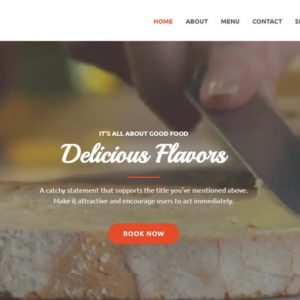 HOME ABOUT MENU CONTACT
IT'S ALL ABOUT GOOD FOOD
Delicious Flavors
A catchy statement that supports the title you've mentioned above.
Make it attractive and encourage users to act immediately.
BOOK NOW